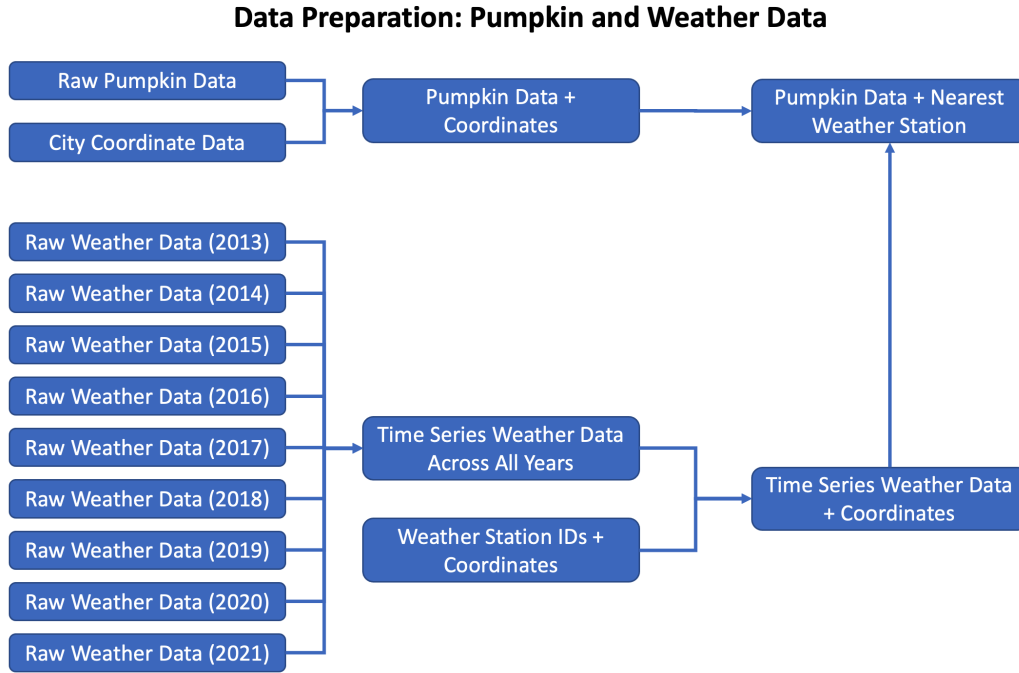 Data Preparation: Pumpkin and Weather Data
Raw Pumpkin Data
City Coordinate Data
Pumpkin Data +
Coordinates
Pumpkin Data + Nearest
Weather Station
Raw Weather Data (2013)
Raw Weather Data (2014)
Raw Weather Data (2015)
Raw Weather Data (2016)
Raw Weather Data (2017)
Raw Weather Data (2018)
Raw Weather Data (2019)
Raw Weather Data (2020)
Raw Weather Data (2021)
Time Series Weather Data
Across All Years
Weather Station IDs +
Coordinates
Time Series Weather Data
+ Coordinates